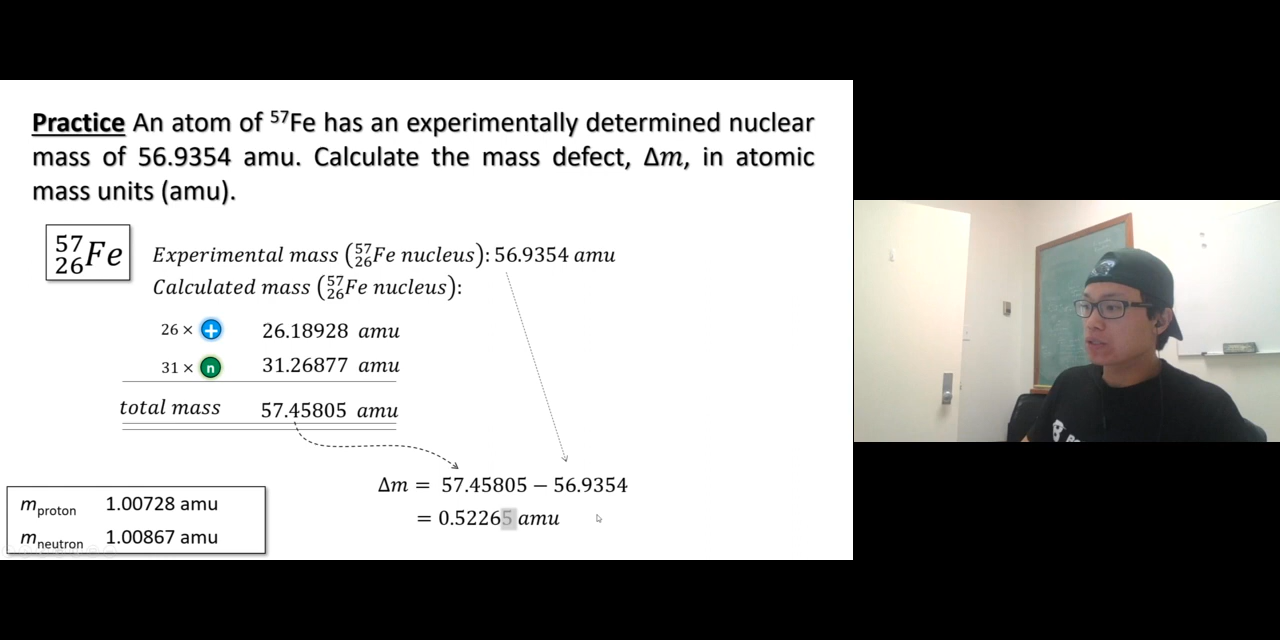 Practice An atom of ⁵⁷Fe has an experimentally determined nuclear
mass of 56.9354 amu. Calculate the mass defect, Δm, in atomic
mass units (amu).
⁵⁷₂₆Fe
Experimental mass (⁵⁷₂₆Fe nucleus): 56.9354 amu
Calculated mass (⁵⁷₂₆Fe nucleus):
26 × + 26.18928 amu
31 × n 31.26877 amu
total mass 57.45805 amu
Δm = 57.45805 − 56.9354
= 0.52265 amu
m proton 1.00728 amu
m neutron 1.00867 amu